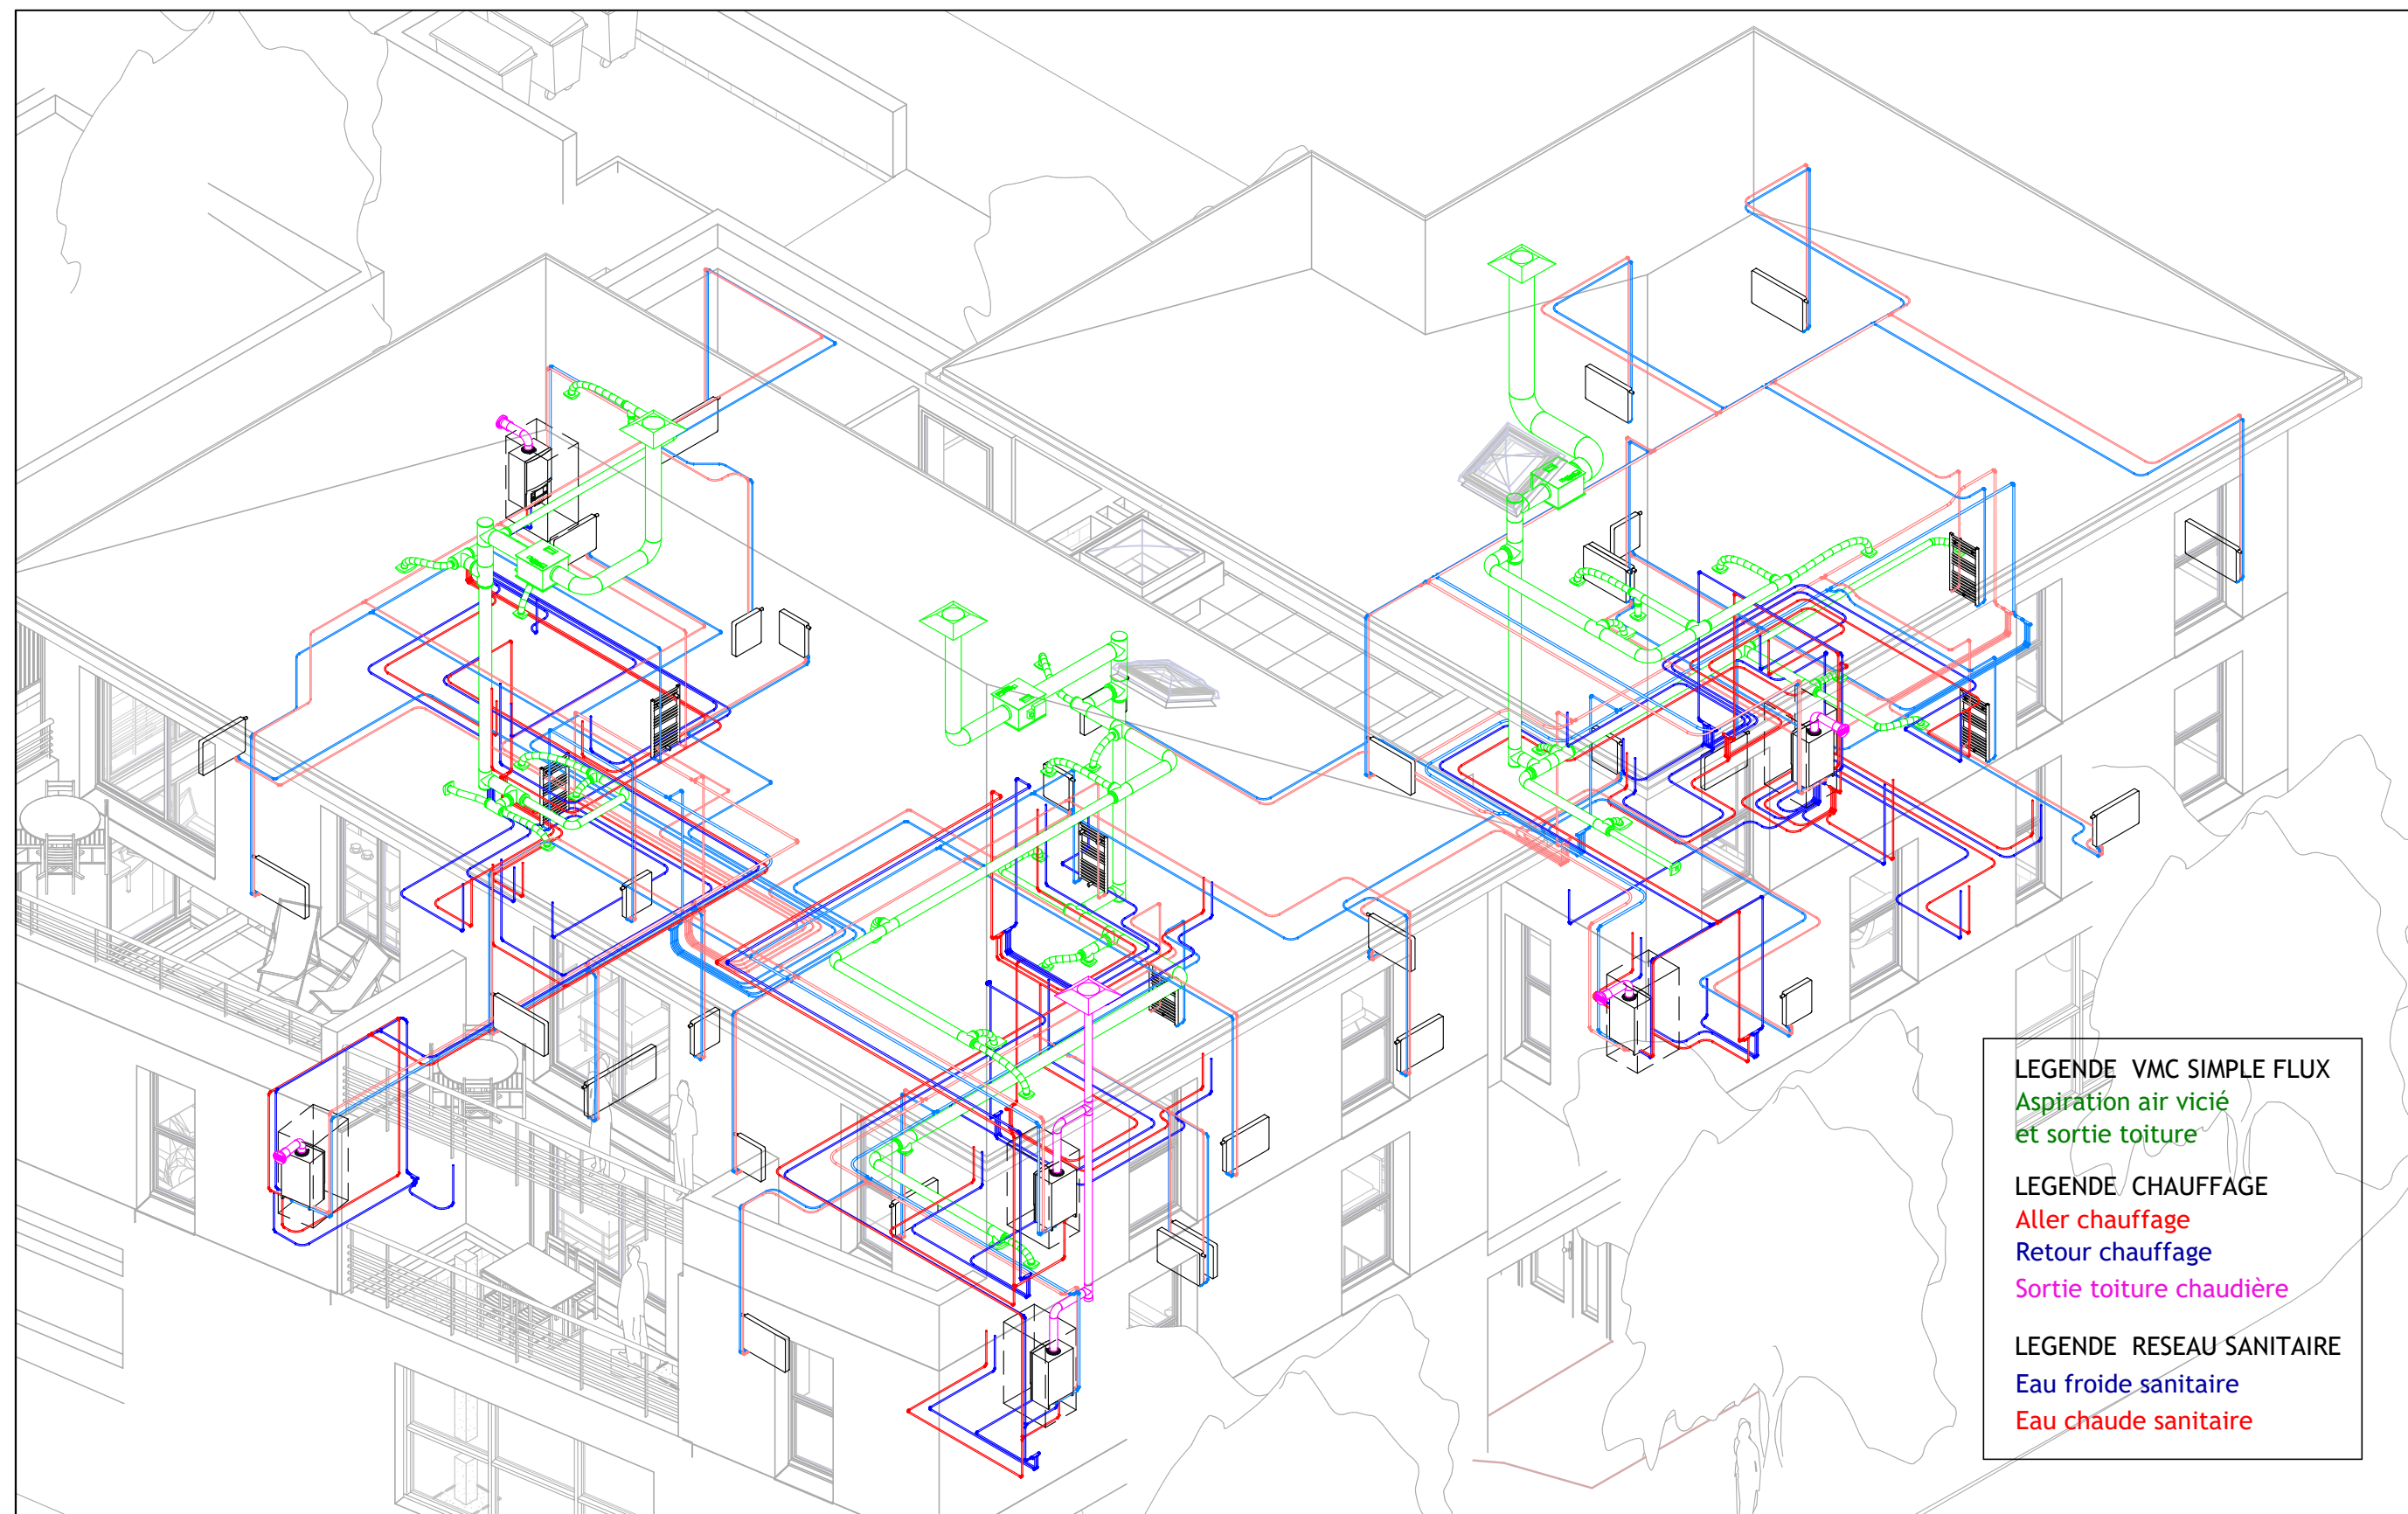 LEGENDE VMC SIMPLE FLUX
Aspiration air vicié
et sortie toiture
LEGENDE CHAUFFAGE
Aller chauffage
Retour chauffage
Sortie toiture chaudière
LEGENDE RESEAU SANITAIRE
Eau froide sanitaire
Eau chaude sanitaire